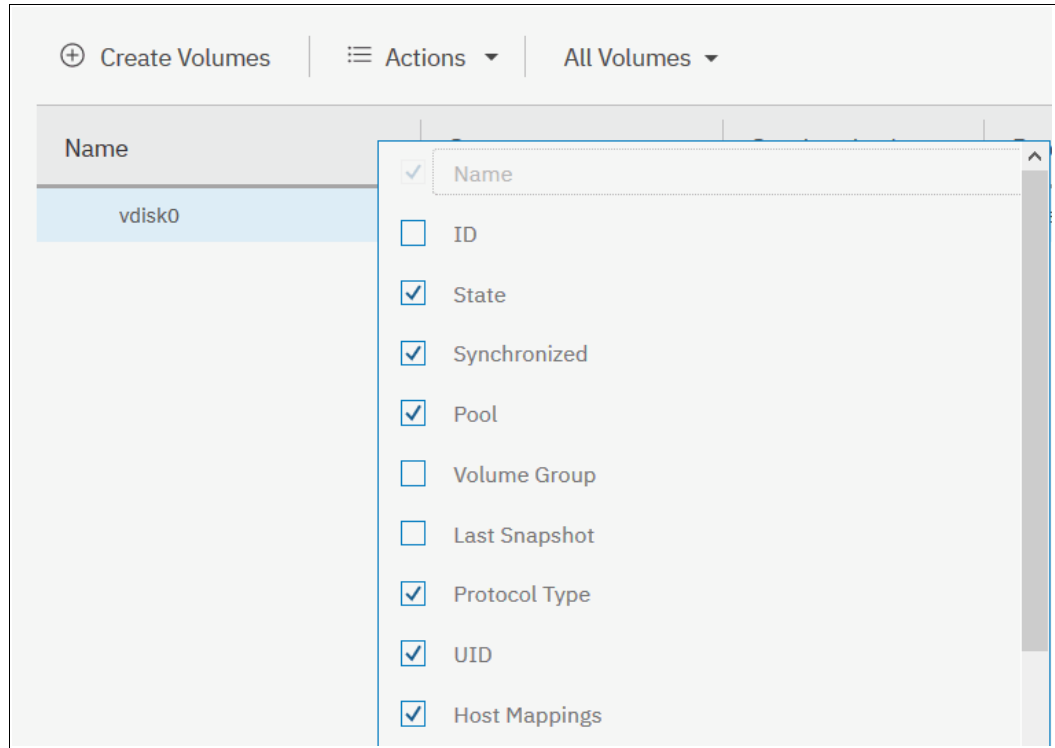 Create Volumes Actions All Volumes
Name
Name
vdisk0
ID
State
Synchronized
Pool
Volume Group
Last Snapshot
Protocol Type
UID
Host Mappings